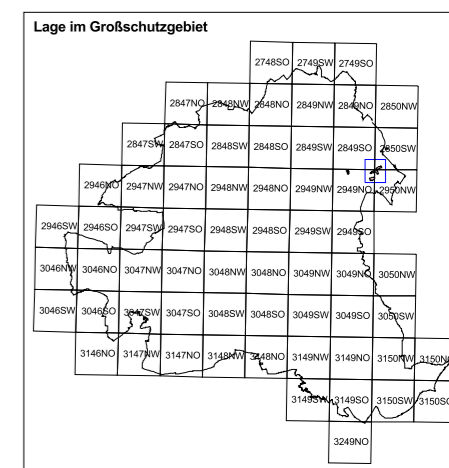 Lage im Großschutzgebiet
2748SO 2749SW 2749SO
2847NO 2848NW 2848NO 2849NW 2849NO 2850NW
2847SW 2847SO 2848SW 2848SO 2849SW 2849SO 2850SW
2946NO 2947NW 2947NO 2948NW 2948NO 2949NW 2949NO 2950NW
2946SW 2946SO 2947SW 2947SO 2948SW 2948SO 2949SW 2949SO
3046NW 3046NO 3047NW 3047NO 3048NW 3048NO 3049NW 3049NO 3050NW
3046SW 3046SO 3047SW 3047SO 3048SW 3048SO 3049SW 3049SO 3050SW
3146NO 3147NW 3147NO 3148NW 3148NO 3149NW 3149NO 3150NW
3149SW 3149SO 3150SW
3249NO